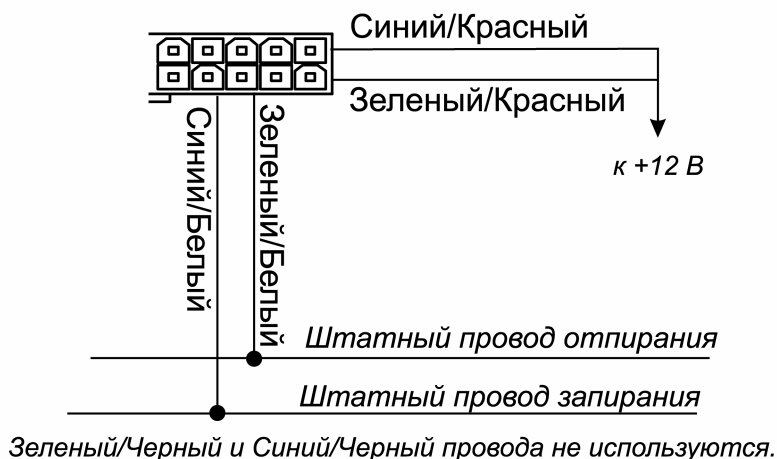 Синий/Красный
Зеленый/Красный
к +12 В
Синий/Белый
Зеленый/Белый
Штатный провод отпирания
Штатный провод запирания
Зеленый/Черный и Синий/Черный провода не используются.